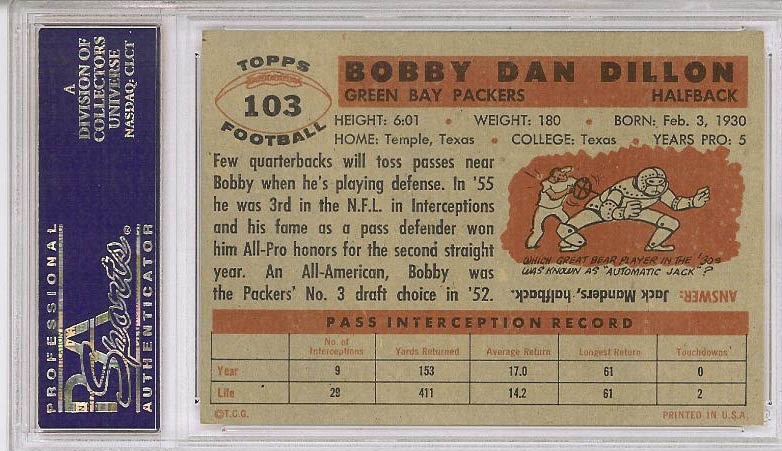 A
DIVISION OF
COLLECTORS
UNIVERSE
NASDAQ: CLCT
PROFESSIONAL
PSA
Sports
AUTHENTICATOR
TOPPS
103
FOOTBALL
BOBBY DAN DILLON
GREEN BAY PACKERS HALFBACK
HEIGHT: 6:01 • WEIGHT: 180 • BORN: Feb. 3, 1930
HOME: Temple, Texas • COLLEGE: Texas • YEARS PRO: 5
Few quarterbacks will toss passes near
Bobby when he's playing defense. In '55
he was 3rd in the N.F.L. in Interceptions
and his fame as a pass defender won
him All-Pro honors for the second straight
year. An All-American, Bobby was
the Packers' No. 3 draft choice in '52.
WHICH GREAT BEAR PLAYER IN THE '30s
WAS KNOWN AS "AUTOMATIC JACK"?
ANSWER: Jack Manders, halfback.
PASS INTERCEPTION RECORD
No. of Interceptions Yards Returned Average Return Longest Return Touchdowns
Year 9 153 17.0 61 0
Life 29 411 14.2 61 2
©T.C.G. PRINTED IN U.S.A.